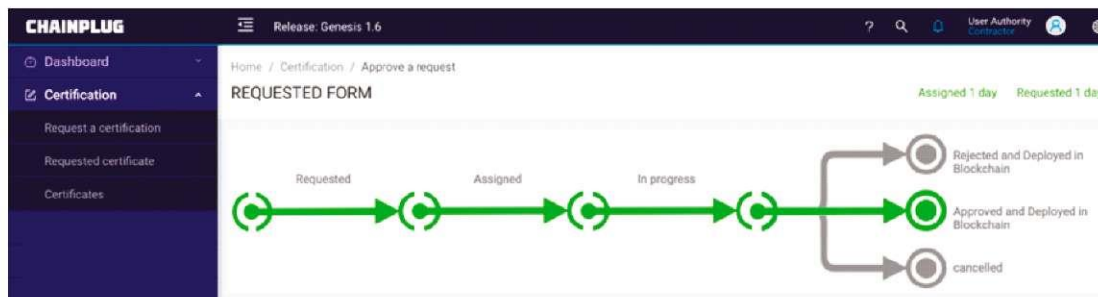 CHAINPLUG
Release: Genesis 1.6
?
User Authority
Contractor
Dashboard
Certification
Request a certification
Requested certificate
Certificates
Home / Certification / Approve a request
REQUESTED FORM
Assigned 1 day Requested 1
Requested
Assigned
In progress
Rejected and Deployed in
Blockchain
Approved and Deployed in
Blockchain
cancelled